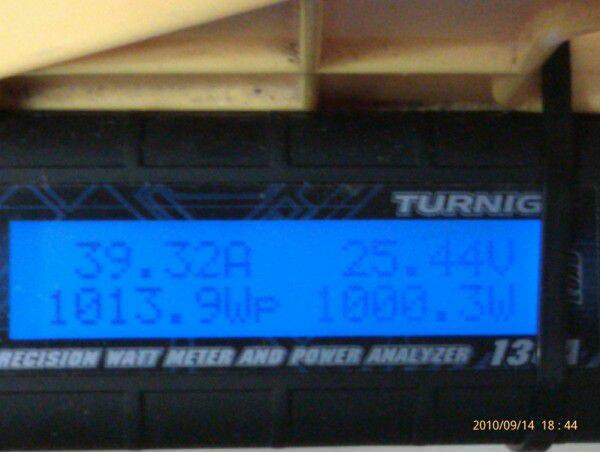 TURNIG
39.32A 25.44V
1013.9Wp 1000.3W
RECISION WATT METER AND POWER ANALYZER
2010/09/14 18:44